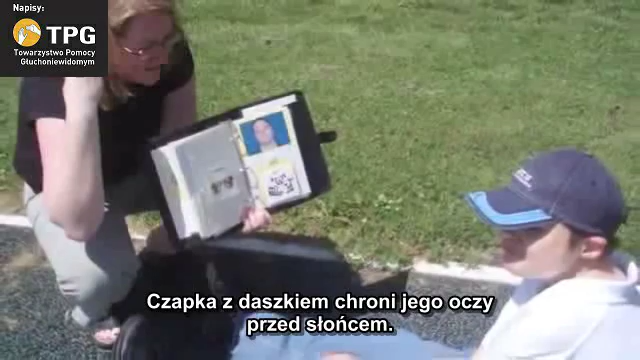 Napisy:
TPG
Towarzystwo Pomocy
Głuchoniewidomym
Czapka z daszkiem chroni jego oczy
przed słońcem.